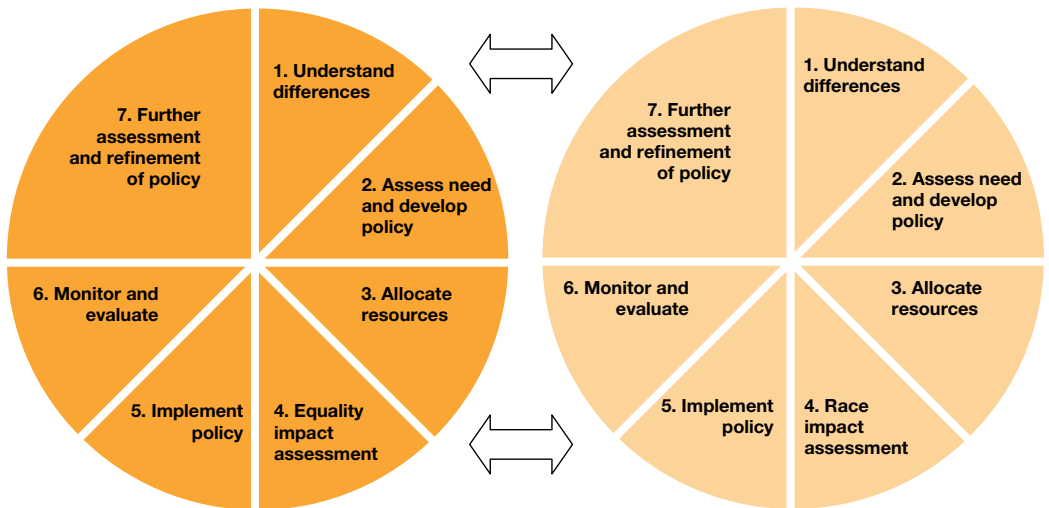 1. Understand
differences
2. Assess need
and develop
policy
3. Allocate
resources
4. Equality
impact
assessment
5. Implement
policy
6. Monitor and
evaluate
7. Further
assessment
and refinement
of policy
1. Understand
differences
2. Assess need
and develop
policy
3. Allocate
resources
4. Race
impact
assessment
5. Implement
policy
6. Monitor and
evaluate
7. Further
assessment
and refinement
of policy